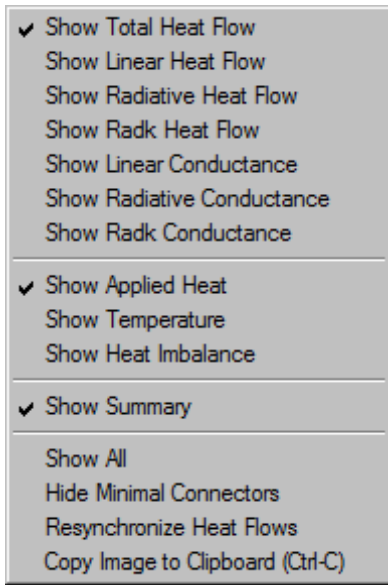 Show Total Heat Flow
Show Linear Heat Flow
Show Radiative Heat Flow
Show Radk Heat Flow
Show Linear Conductance
Show Radiative Conductance
Show Radk Conductance
Show Applied Heat
Show Temperature
Show Heat Imbalance
Show Summary
Show All
Hide Minimal Connectors
Resynchronize Heat Flows
Copy Image to Clipboard (Ctrl-C)